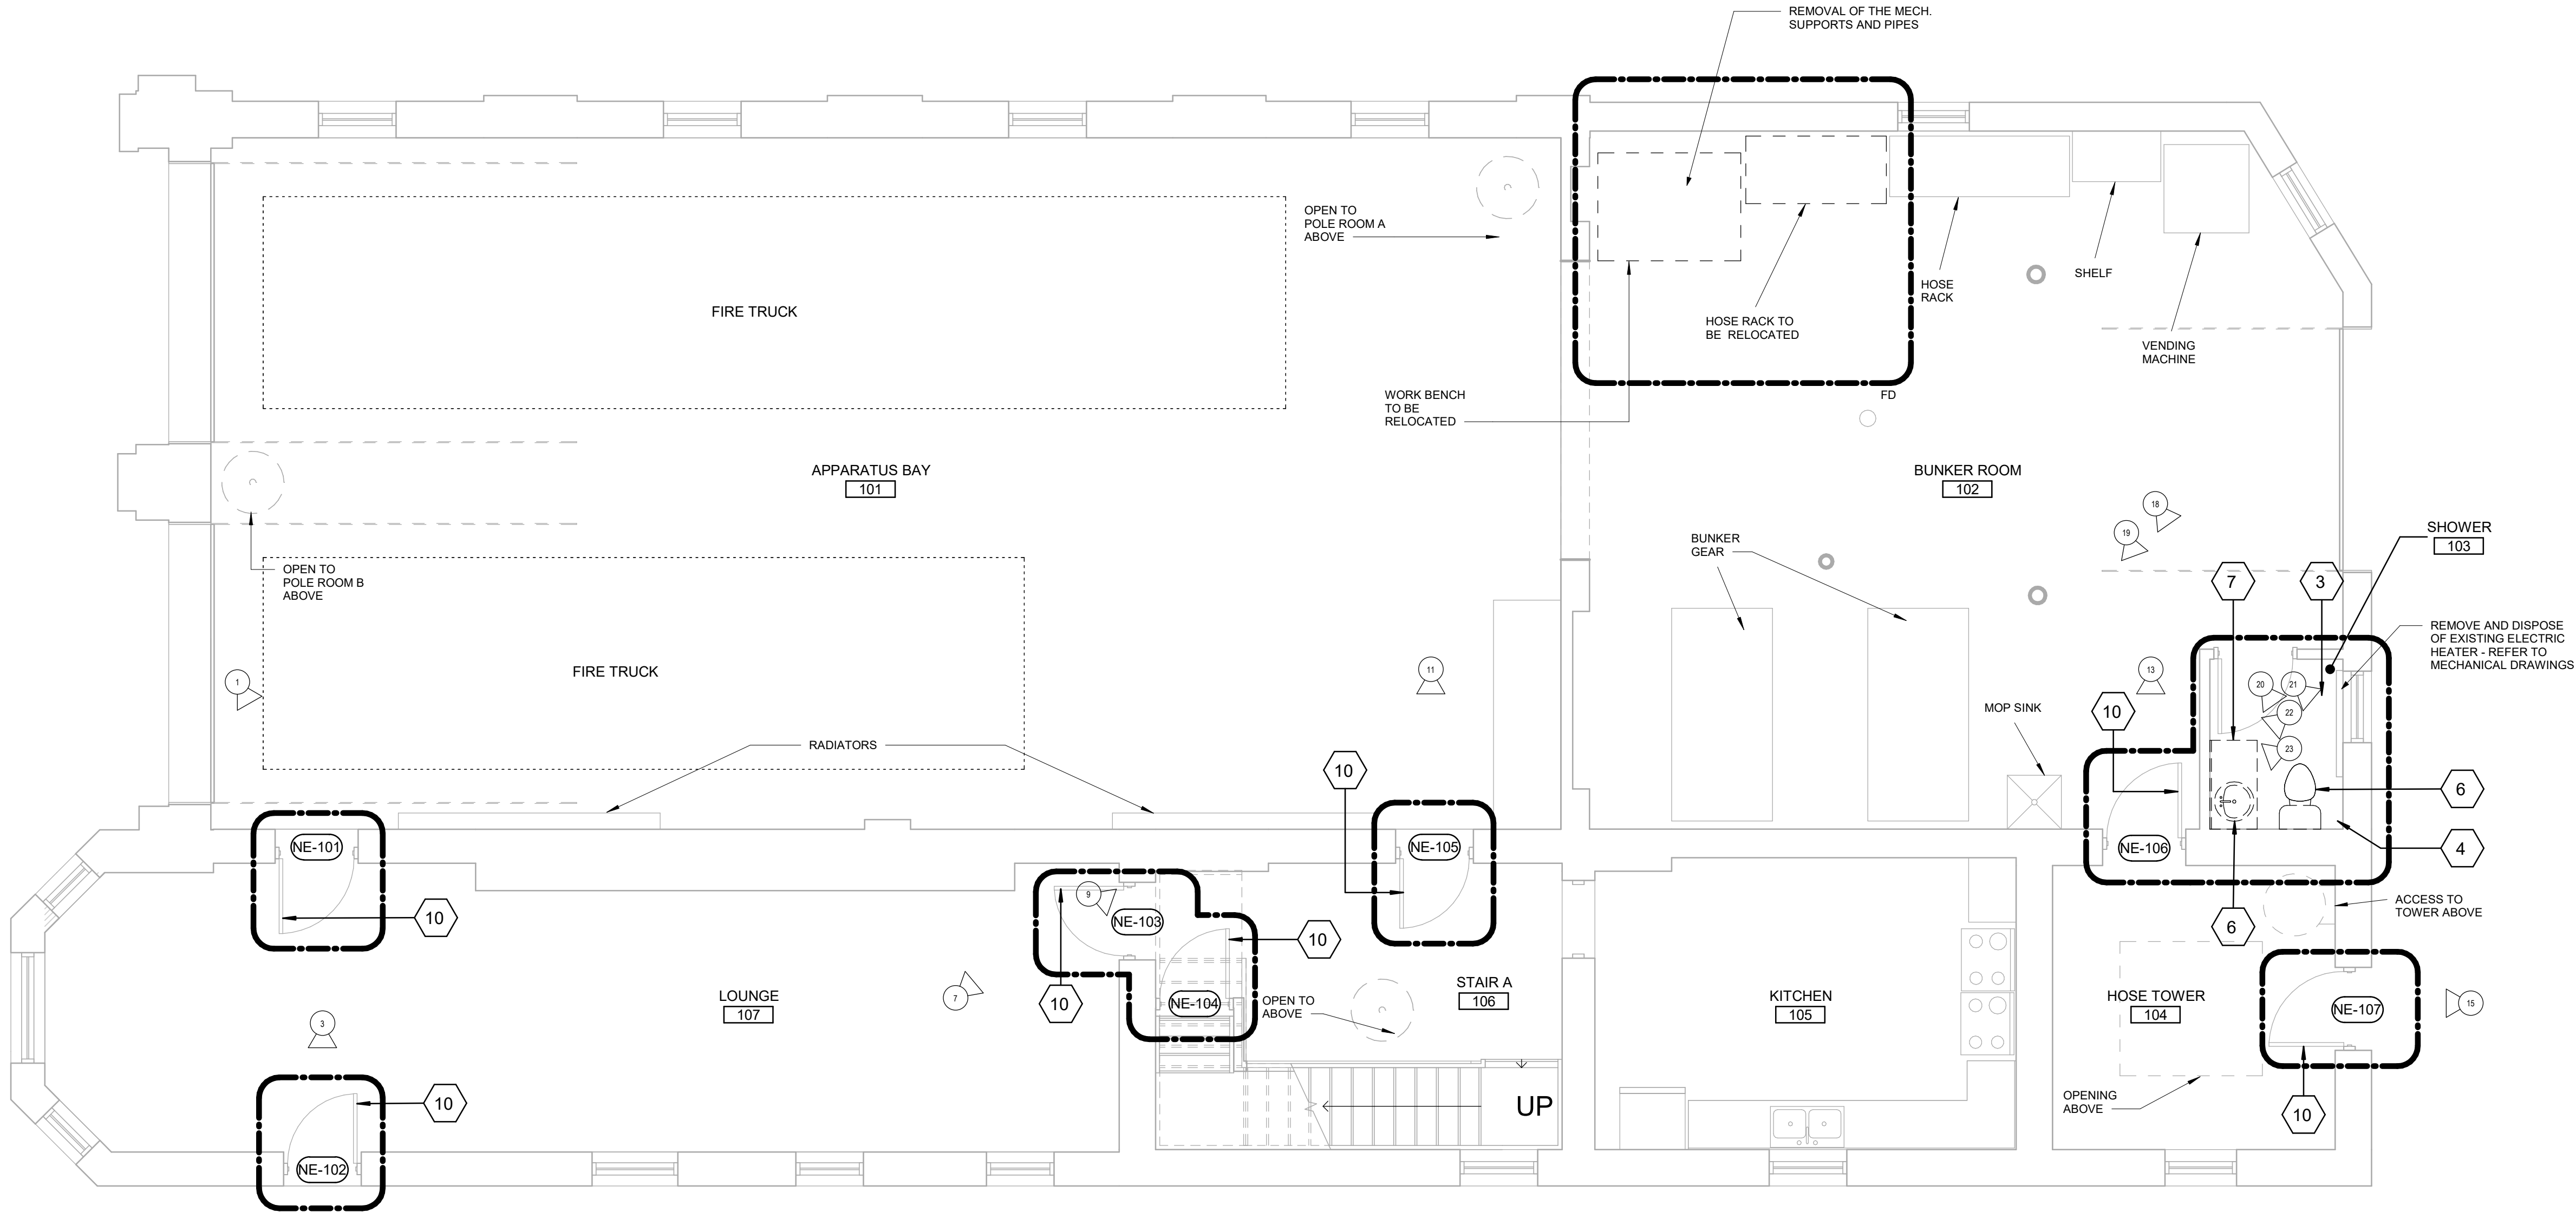 REMOVAL OF THE MECH.
SUPPORTS AND PIPES
OPEN TO
POLE ROOM A
ABOVE
FIRE TRUCK
HOSE RACK TO
BE RELOCATED
HOSE
RACK
SHELF
VENDING
MACHINE
WORK BENCH
TO BE
RELOCATED
FD
APPARATUS BAY
101
BUNKER ROOM
102
OPEN TO
POLE ROOM B
ABOVE
BUNKER
GEAR
18
19
SHOWER
103
7
3
REMOVE AND DISPOSE
OF EXISTING ELECTRIC
HEATER - REFER TO
MECHANICAL DRAWINGS
FIRE TRUCK
1
11
13
20
21
22
23
MOP SINK
10
RADIATORS
10
6
4
6
NE-101
NE-105
NE-106
10
9
NE-103
10
10
NE-104
ACCESS TO
TOWER ABOVE
LOUNGE
107
7
3
OPEN TO
ABOVE
STAIR A
106
KITCHEN
105
HOSE TOWER
104
NE-107
15
OPENING
ABOVE
10
10
UP
NE-102